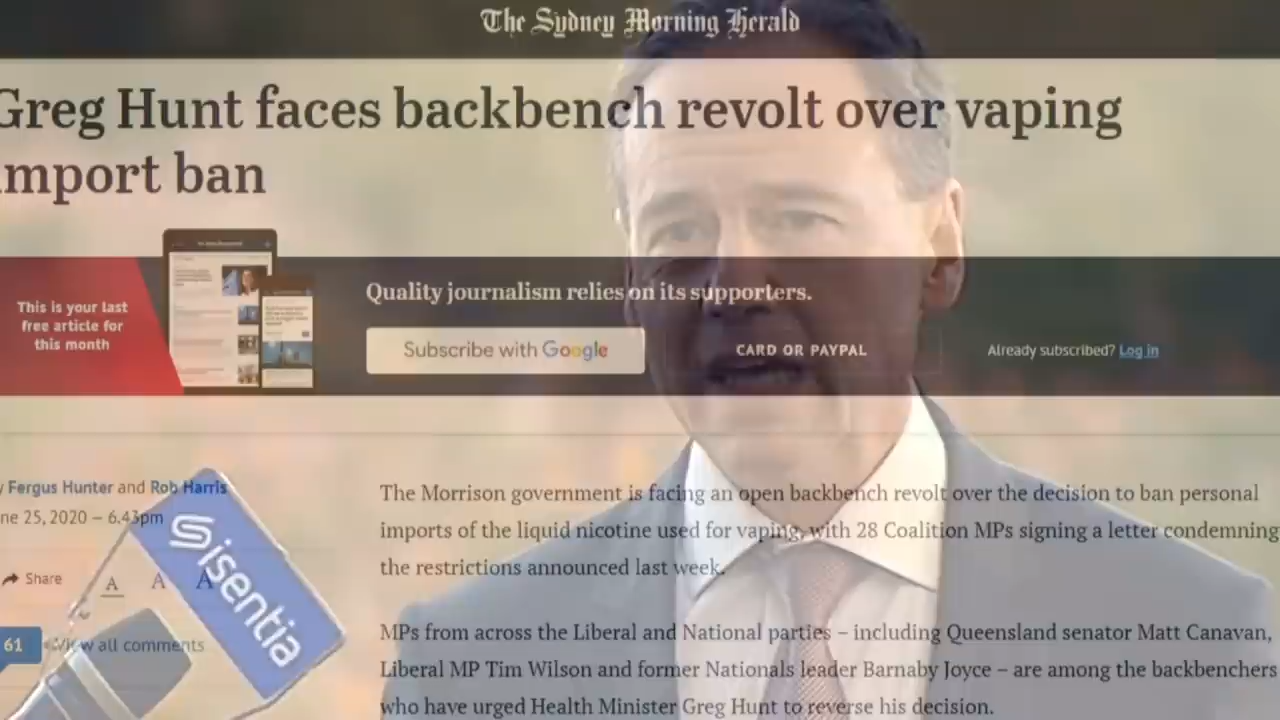 The Sydney Morning Herald
Greg Hunt faces backbench revolt over vaping
import ban
This is your last
free article for
this month
Quality journalism relies on its supporters.
Subscribe with Google
CARD OR PAYPAL
Already subscribed? Log in
y Fergus Hunter and Rob Harris
ne 25, 2020 — 6.43pm
Share
A A A
61 View all comments
isentia
The Morrison government is facing an open backbench revolt over the decision to ban personal
imports of the liquid nicotine used for vaping, with 28 Coalition MPs signing a letter condemning
the restrictions announced last week.
MPs from across the Liberal and National parties – including Queensland senator Matt Canavan,
Liberal MP Tim Wilson and former Nationals leader Barnaby Joyce – are among the backbenchers
who have urged Health Minister Greg Hunt to reverse his decision.